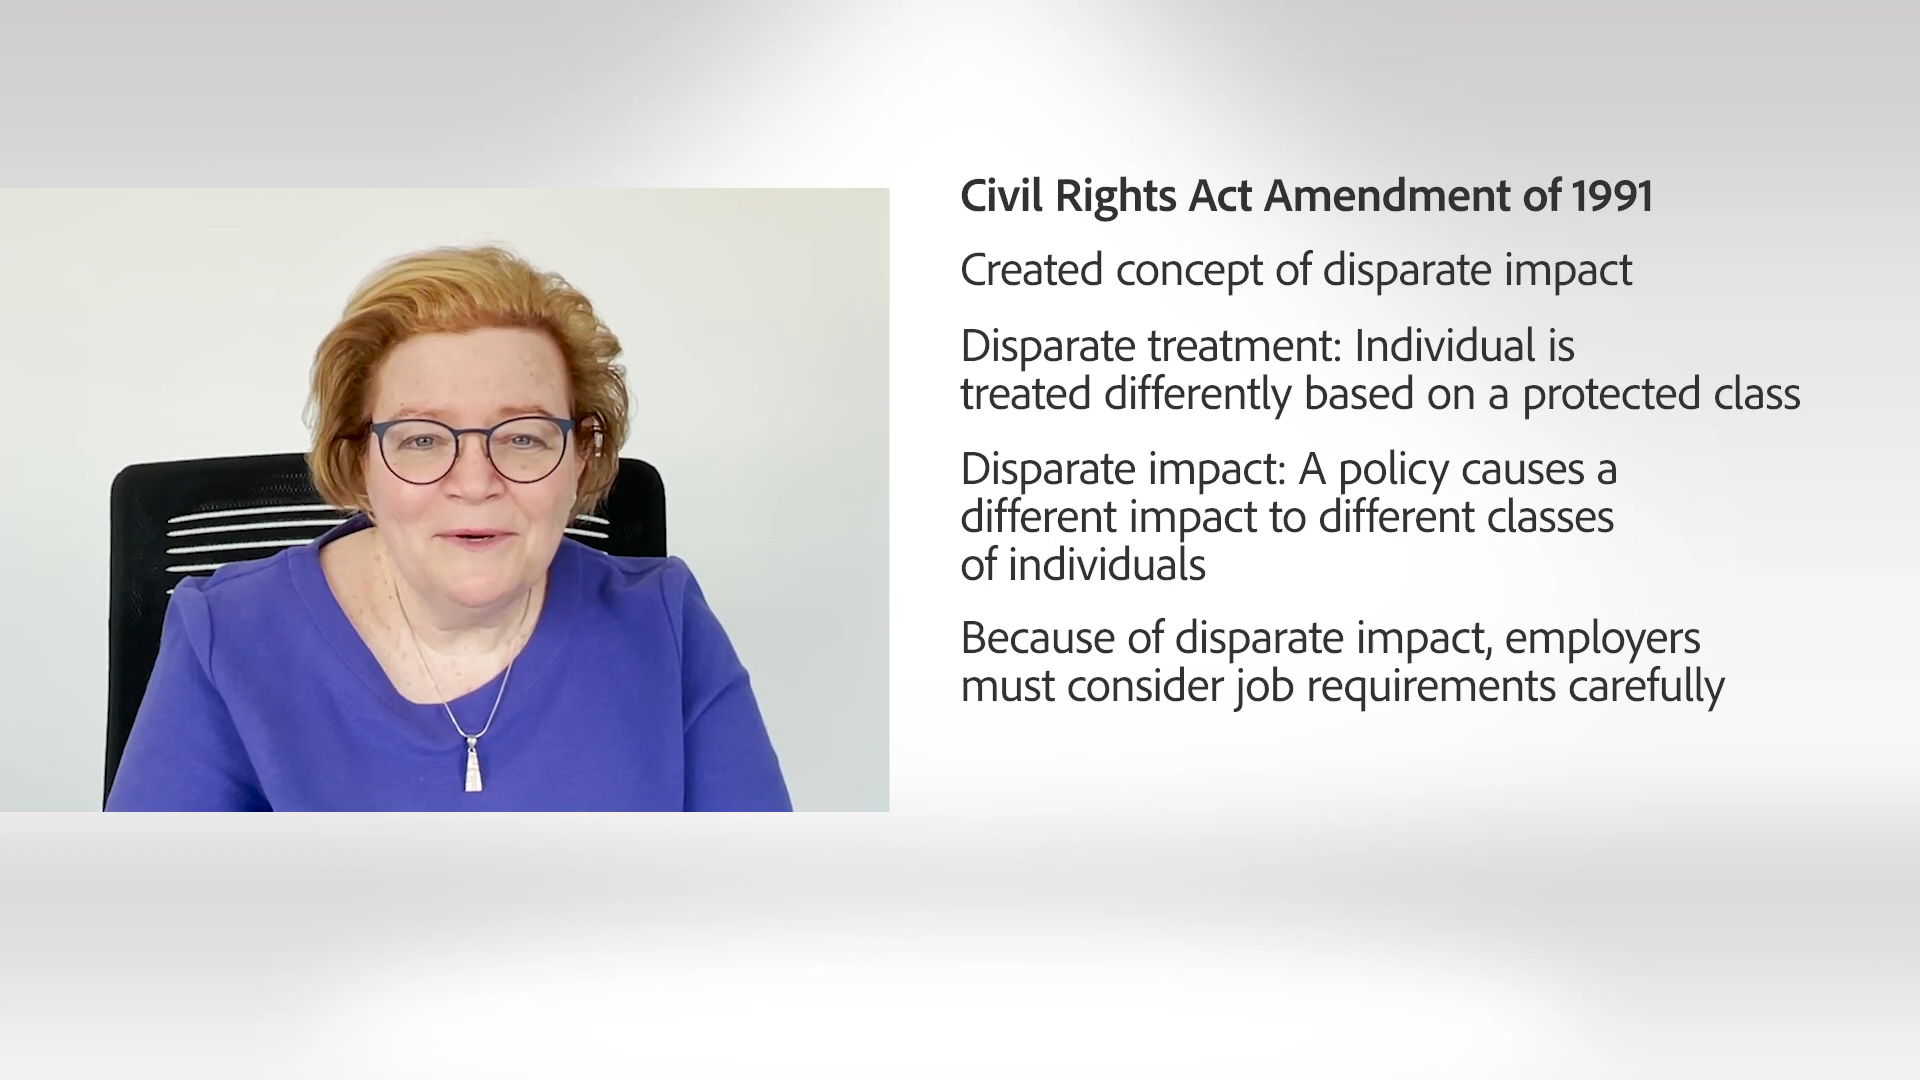 Civil Rights Act Amendment of 1991
Created concept of disparate impact
Disparate treatment: Individual is
treated differently based on a protected class
Disparate impact: A policy causes a
different impact to different classes
of individuals
Because of disparate impact, employers
must consider job requirements carefully